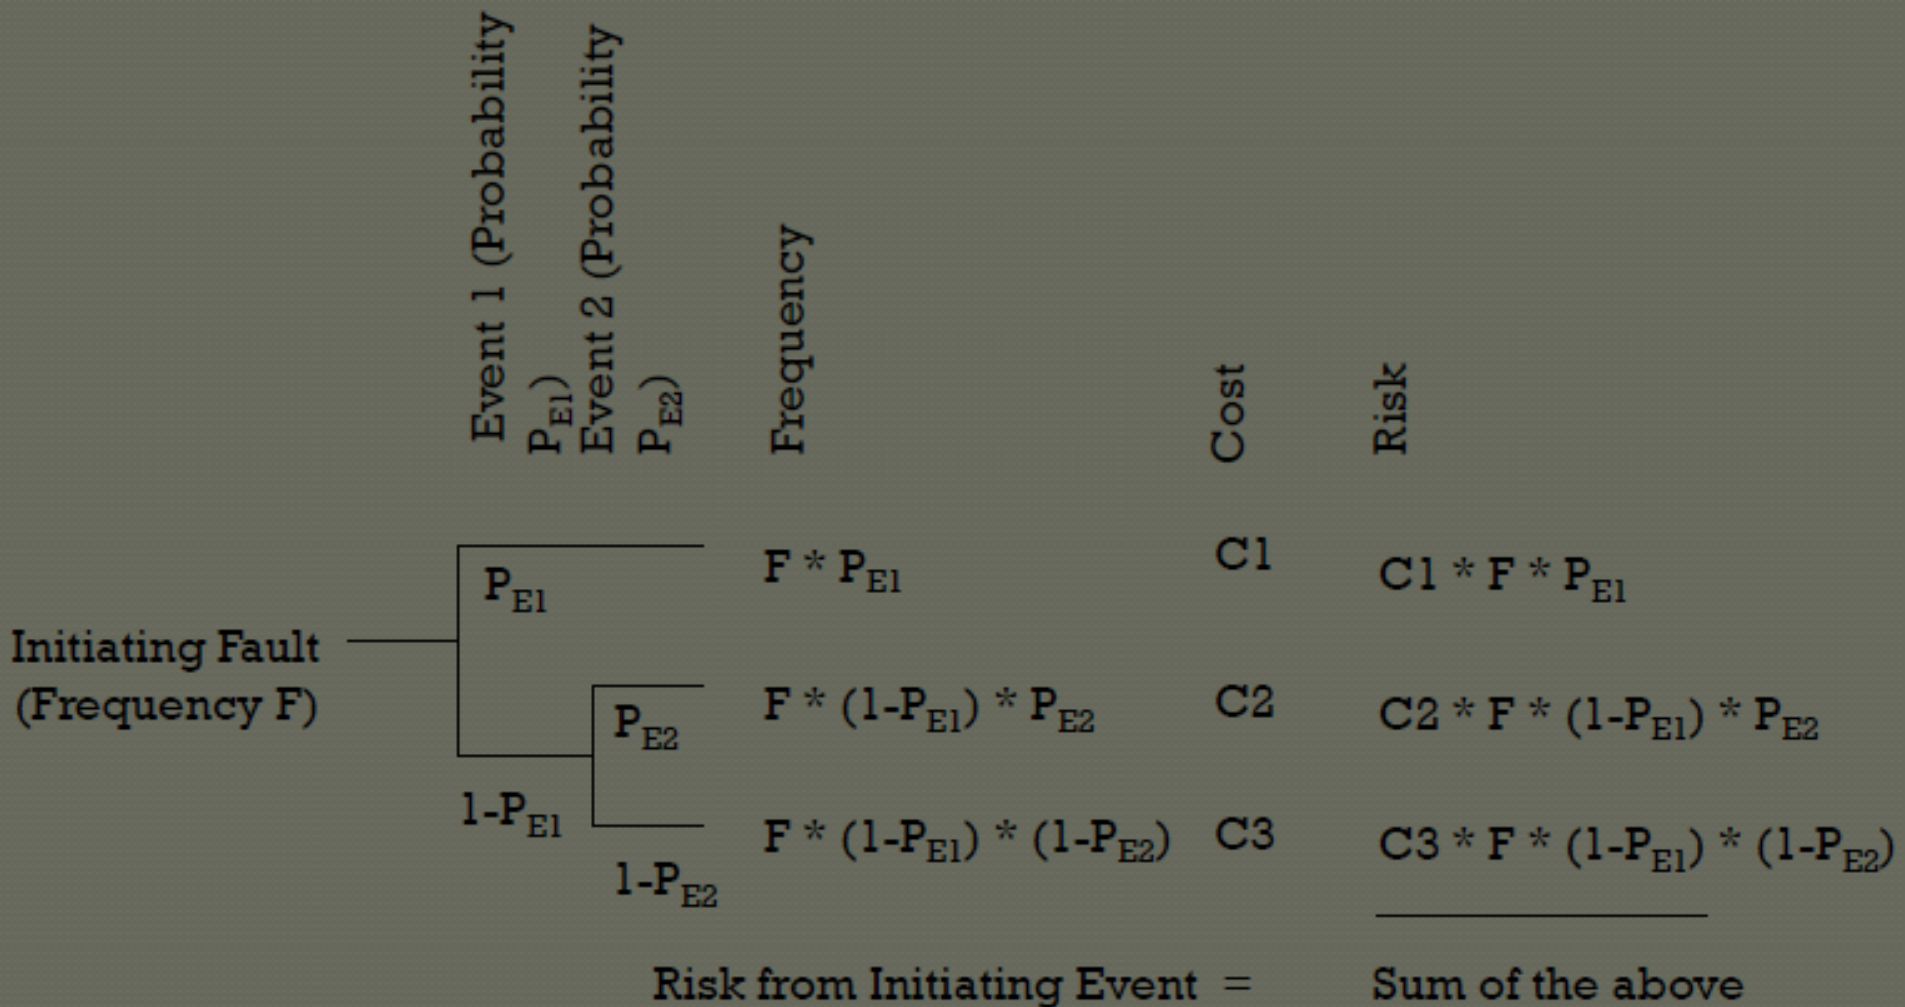 Event 1 (Probability
P_E1)
Event 2 (Probability
P_E2)
Frequency
Cost
Risk
P_E1
F * P_E1
C1
C1 * F * P_E1
Initiating Fault
(Frequency F)
P_E2
F * (1-P_E1) * P_E2
C2
C2 * F * (1-P_E1) * P_E2
1-P_E1
F * (1-P_E1) * (1-P_E2)
C3
C3 * F * (1-P_E1) * (1-P_E2)
1-P_E2
Risk from Initiating Event = Sum of the above